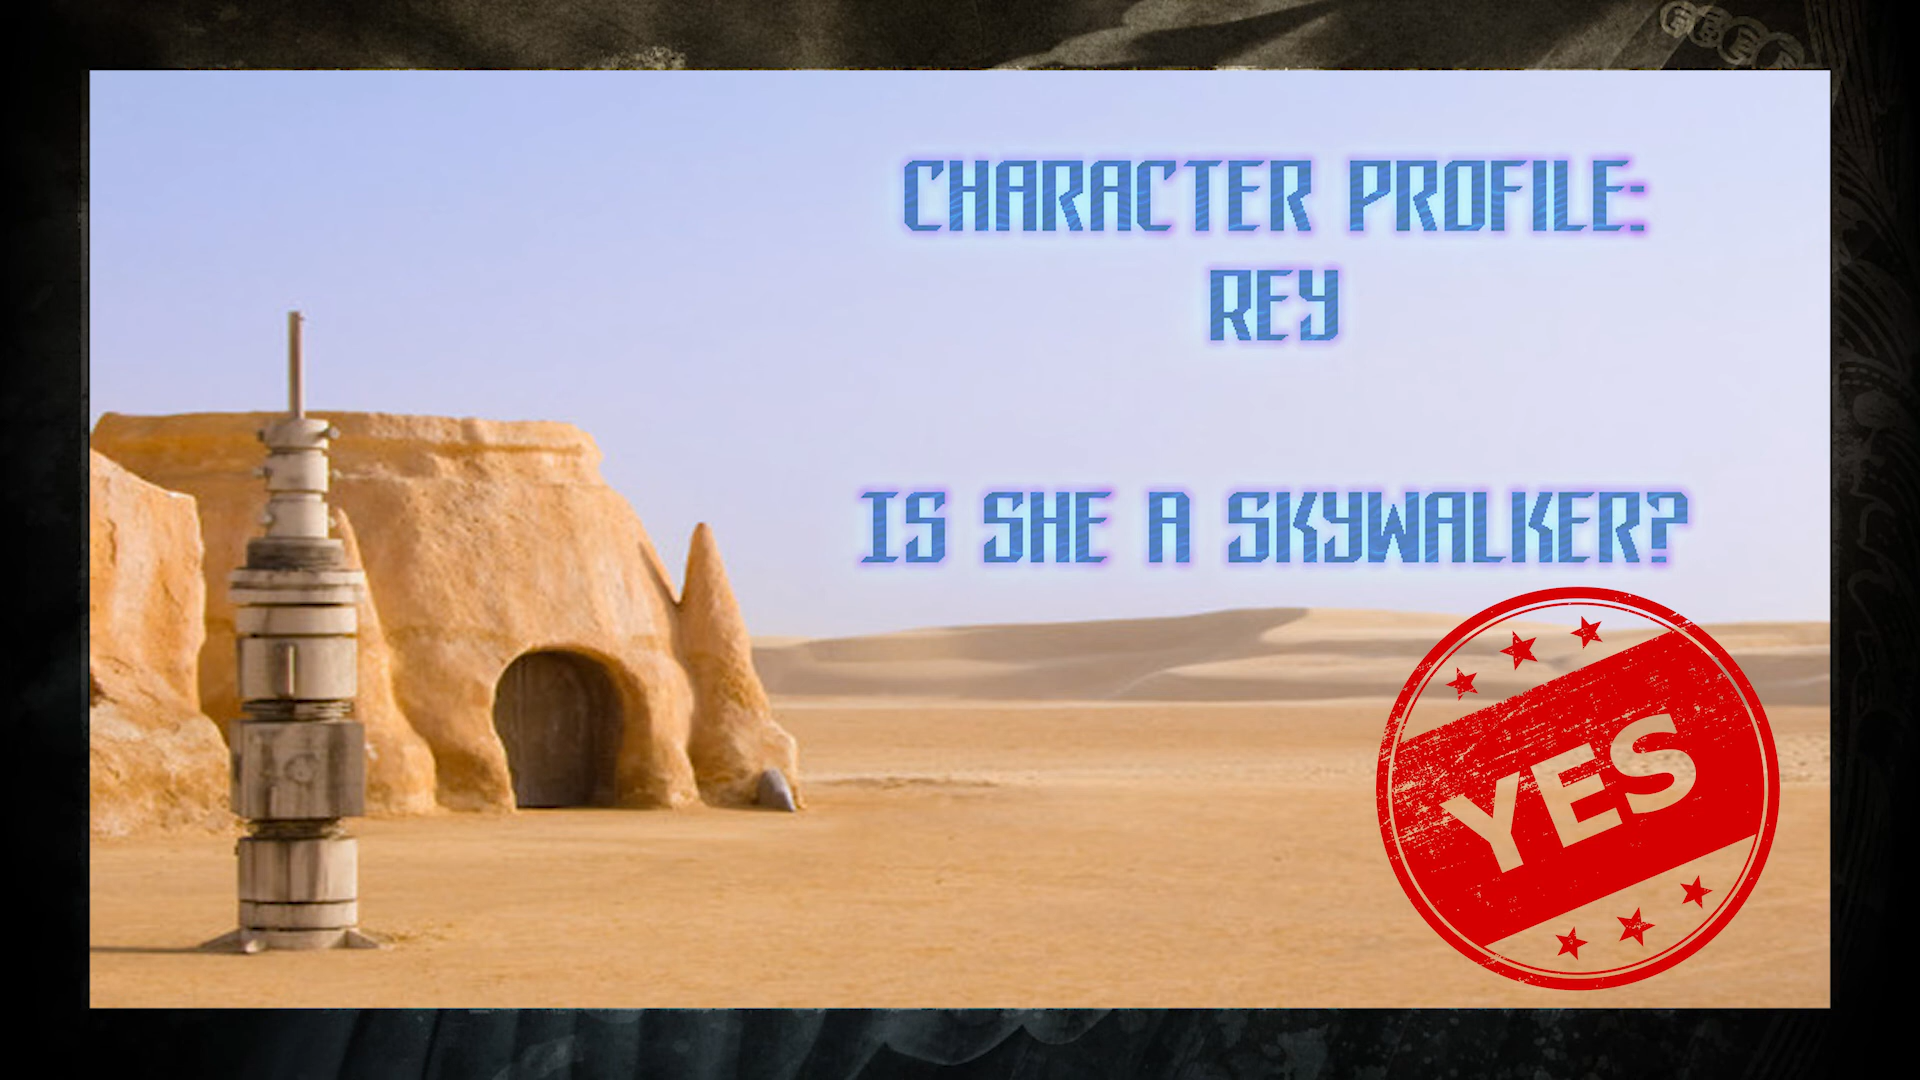 CHARACTER PROFILE:
REY
IS SHE A SKYWALKER?
YES